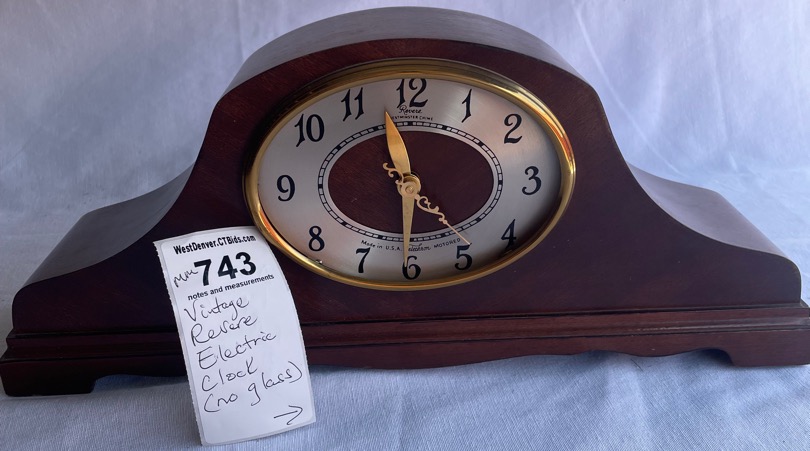 11 12 1
Revere
WESTMINSTER CHIME
10 2
9 3
8 4
Made in U.S.A. Telechron MOTORED
7 6 5
WestDenver.CTBids.com
743
notes and measurements
Vintage
Revere
Electric
Clock
(no glass)